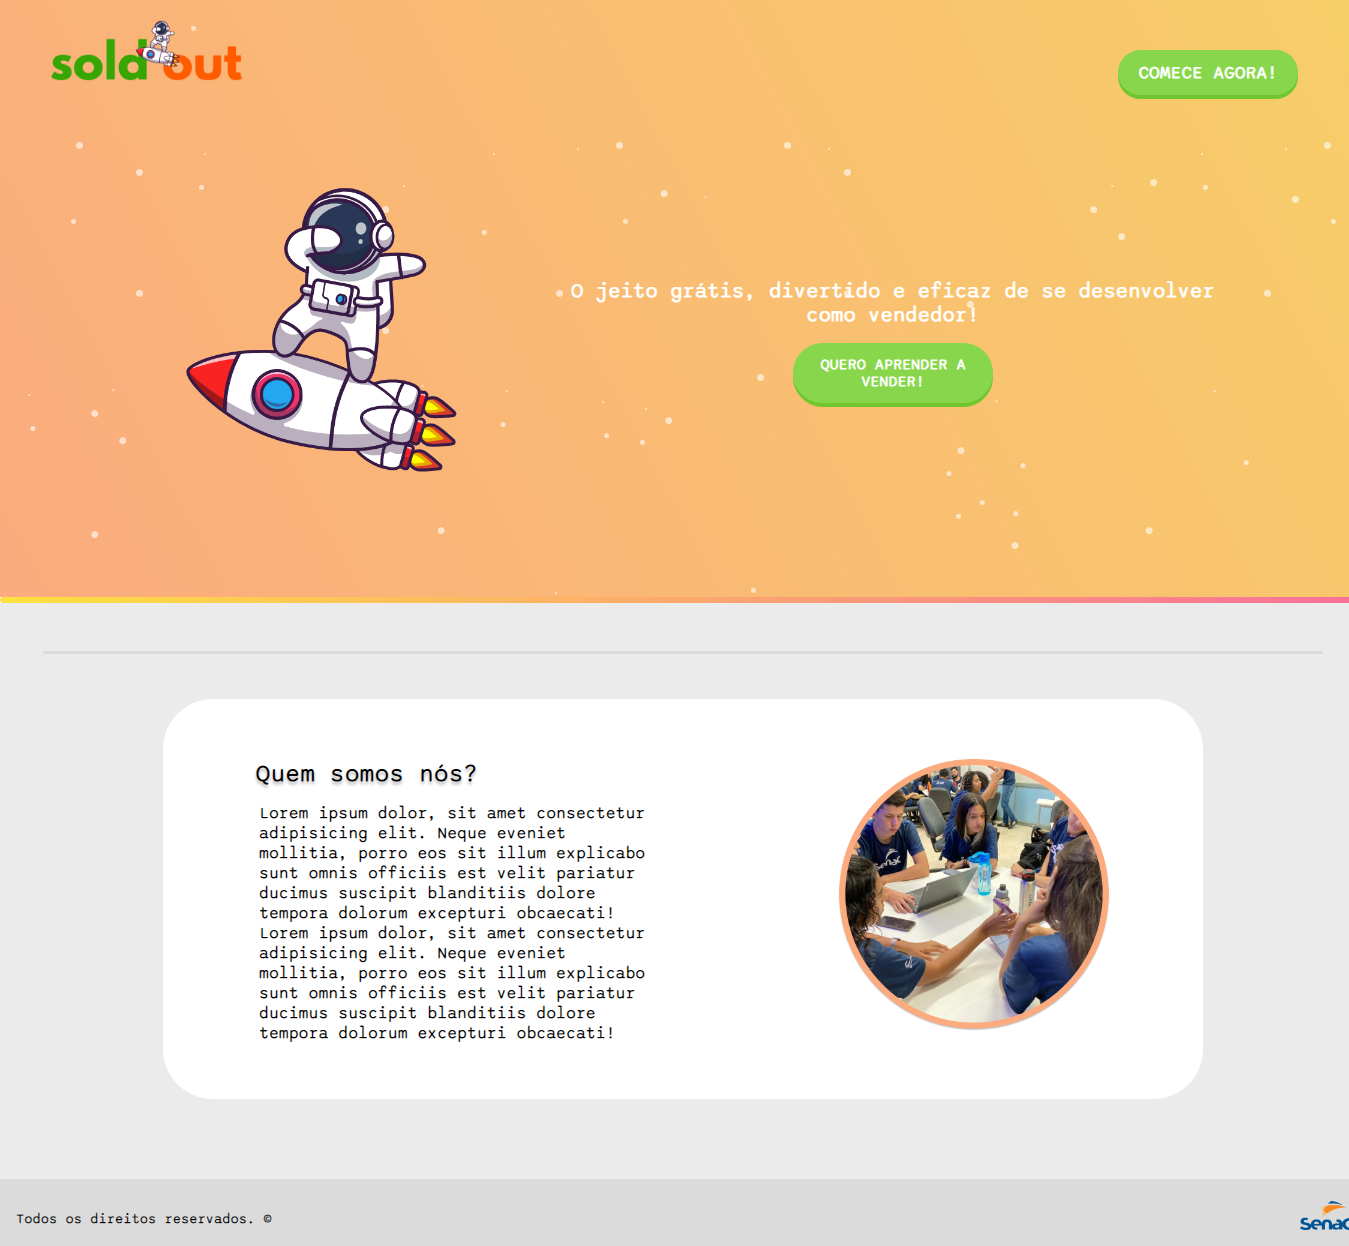 sold out
COMECE AGORA!
O jeito grátis, divertido e eficaz de se desenvolver
como vendedor!
QUERO APRENDER A
VENDER!
Quem somos nós?
Lorem ipsum dolor, sit amet consectetur
adipisicing elit. Neque eveniet
mollitia, porro eos sit illum explicabo
sunt omnis officiis est velit pariatur
ducimus suscipit blanditiis dolore
tempora dolorum excepturi obcaecati!
Lorem ipsum dolor, sit amet consectetur
adipisicing elit. Neque eveniet
mollitia, porro eos sit illum explicabo
sunt omnis officiis est velit pariatur
ducimus suscipit blanditiis dolore
tempora dolorum excepturi obcaecati!
senac
Todos os direitos reservados. ©
Senac